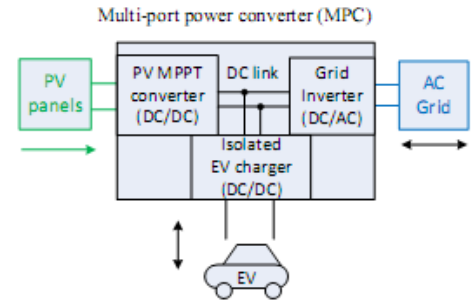 Multi-port power converter (MPC)
PV
panels
PV MPPT
converter
(DC/DC)
DC link
Grid
Inverter
(DC/AC)
AC
Grid
Isolated
EV charger
(DC/DC)
EV